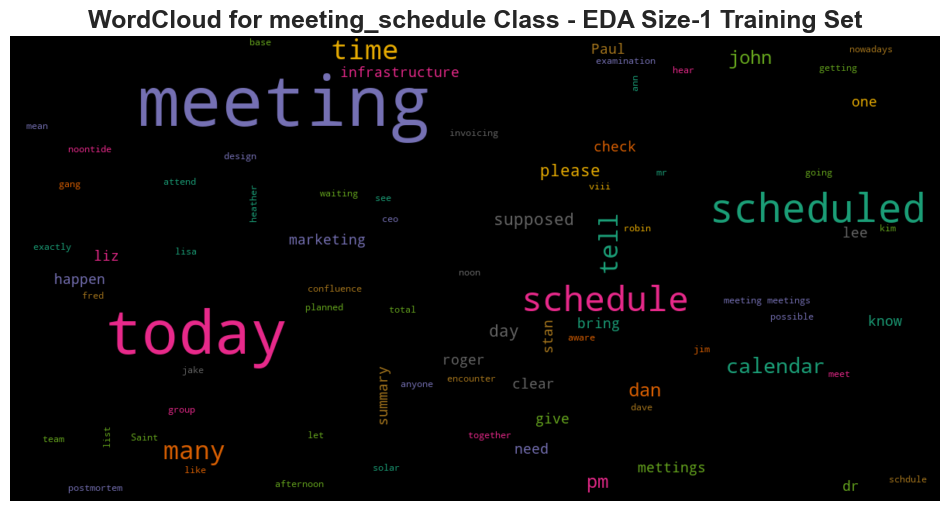 WordCloud for meeting_schedule Class - EDA Size-1 Training Set
base
time
Paul
john
nowadays
examination
infrastructure
hear
getting
ann
meeting
one
mean
invoicing
noontide
design
check
please
mr
going
gang
attend
viii
heather
waiting
see
scheduled
ceo
supposed
tell
robin
lee
kim
exactly
lisa
marketing
liz
happen
noon
fred
confluence
schedule
meeting meetings
planned
total
possible
today
day
stan
bring
aware
know
jim
jake
roger
calendar
meet
summary
anyone
encounter
clear
dan
dave
group
give
team
list
Saint
let
together
many
need
like
solar
mettings
postmortem
afternoon
pm
dr
schdule